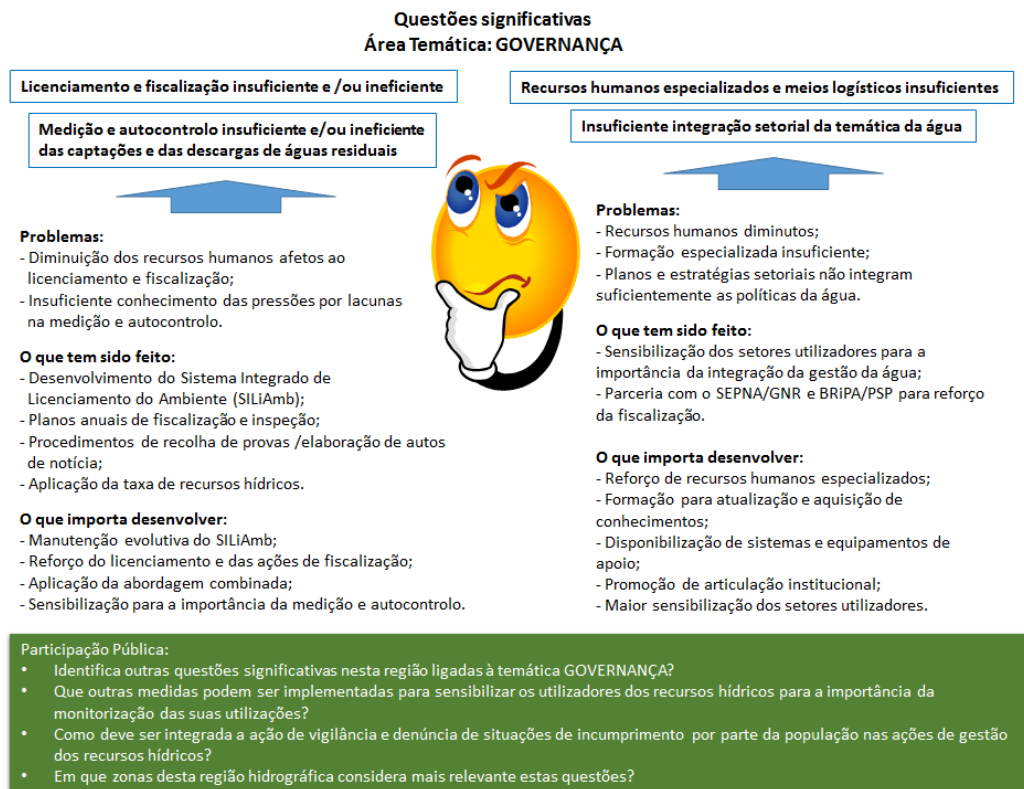 Questões significativas
Área Temática: GOVERNANÇA
Licenciamento e fiscalização insuficiente e /ou ineficiente
Medição e autocontrolo insuficiente e/ou ineficiente
das captações e das descargas de águas residuais
Problemas:
- Diminuição dos recursos humanos afetos ao
licenciamento e fiscalização;
- Insuficiente conhecimento das pressões por lacunas
na medição e autocontrolo.
O que tem sido feito:
- Desenvolvimento do Sistema Integrado de
Licenciamento do Ambiente (SILiAmb);
- Planos anuais de fiscalização e inspeção;
- Procedimentos de recolha de provas /elaboração de autos
de notícia;
- Aplicação da taxa de recursos hídricos.
O que importa desenvolver:
- Manutenção evolutiva do SILiAmb;
- Reforço do licenciamento e das ações de fiscalização;
- Aplicação da abordagem combinada;
- Sensibilização para a importância da medição e autocontrolo.
Recursos humanos especializados e meios logísticos insuficientes
Insuficiente integração setorial da temática da água
Problemas:
- Recursos humanos diminutos;
- Formação especializada insuficiente;
- Planos e estratégias setoriais não integram
suficientemente as políticas da água.
O que tem sido feito:
- Sensibilização dos setores utilizadores para a
importância da integração da gestão da água;
- Parceria com o SEPNA/GNR e BRiPA/PSP para reforço
da fiscalização.
O que importa desenvolver:
- Reforço de recursos humanos especializados;
- Formação para atualização e aquisição de
conhecimentos;
- Disponibilização de sistemas e equipamentos de
apoio;
- Promoção de articulação institucional;
- Maior sensibilização dos setores utilizadores.
Participação Pública:
• Identifica outras questões significativas nesta região ligadas à temática GOVERNANÇA?
• Que outras medidas podem ser implementadas para sensibilizar os utilizadores dos recursos hídricos para a importância da
monitorização das suas utilizações?
• Como deve ser integrada a ação de vigilância e denúncia de situações de incumprimento por parte da população nas ações de gestão
dos recursos hídricos?
• Em que zonas desta região hidrográfica considera mais relevante estas questões?